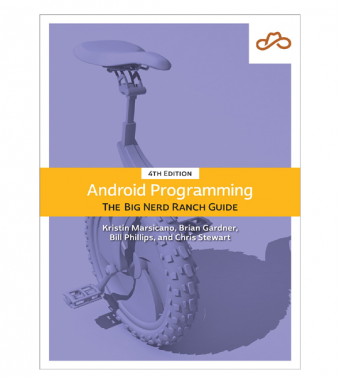 4TH EDITION
Android Programming
THE BIG NERD RANCH GUIDE
Kristin Marsicano, Brian Gardner,
Bill Phillips, and Chris Stewart